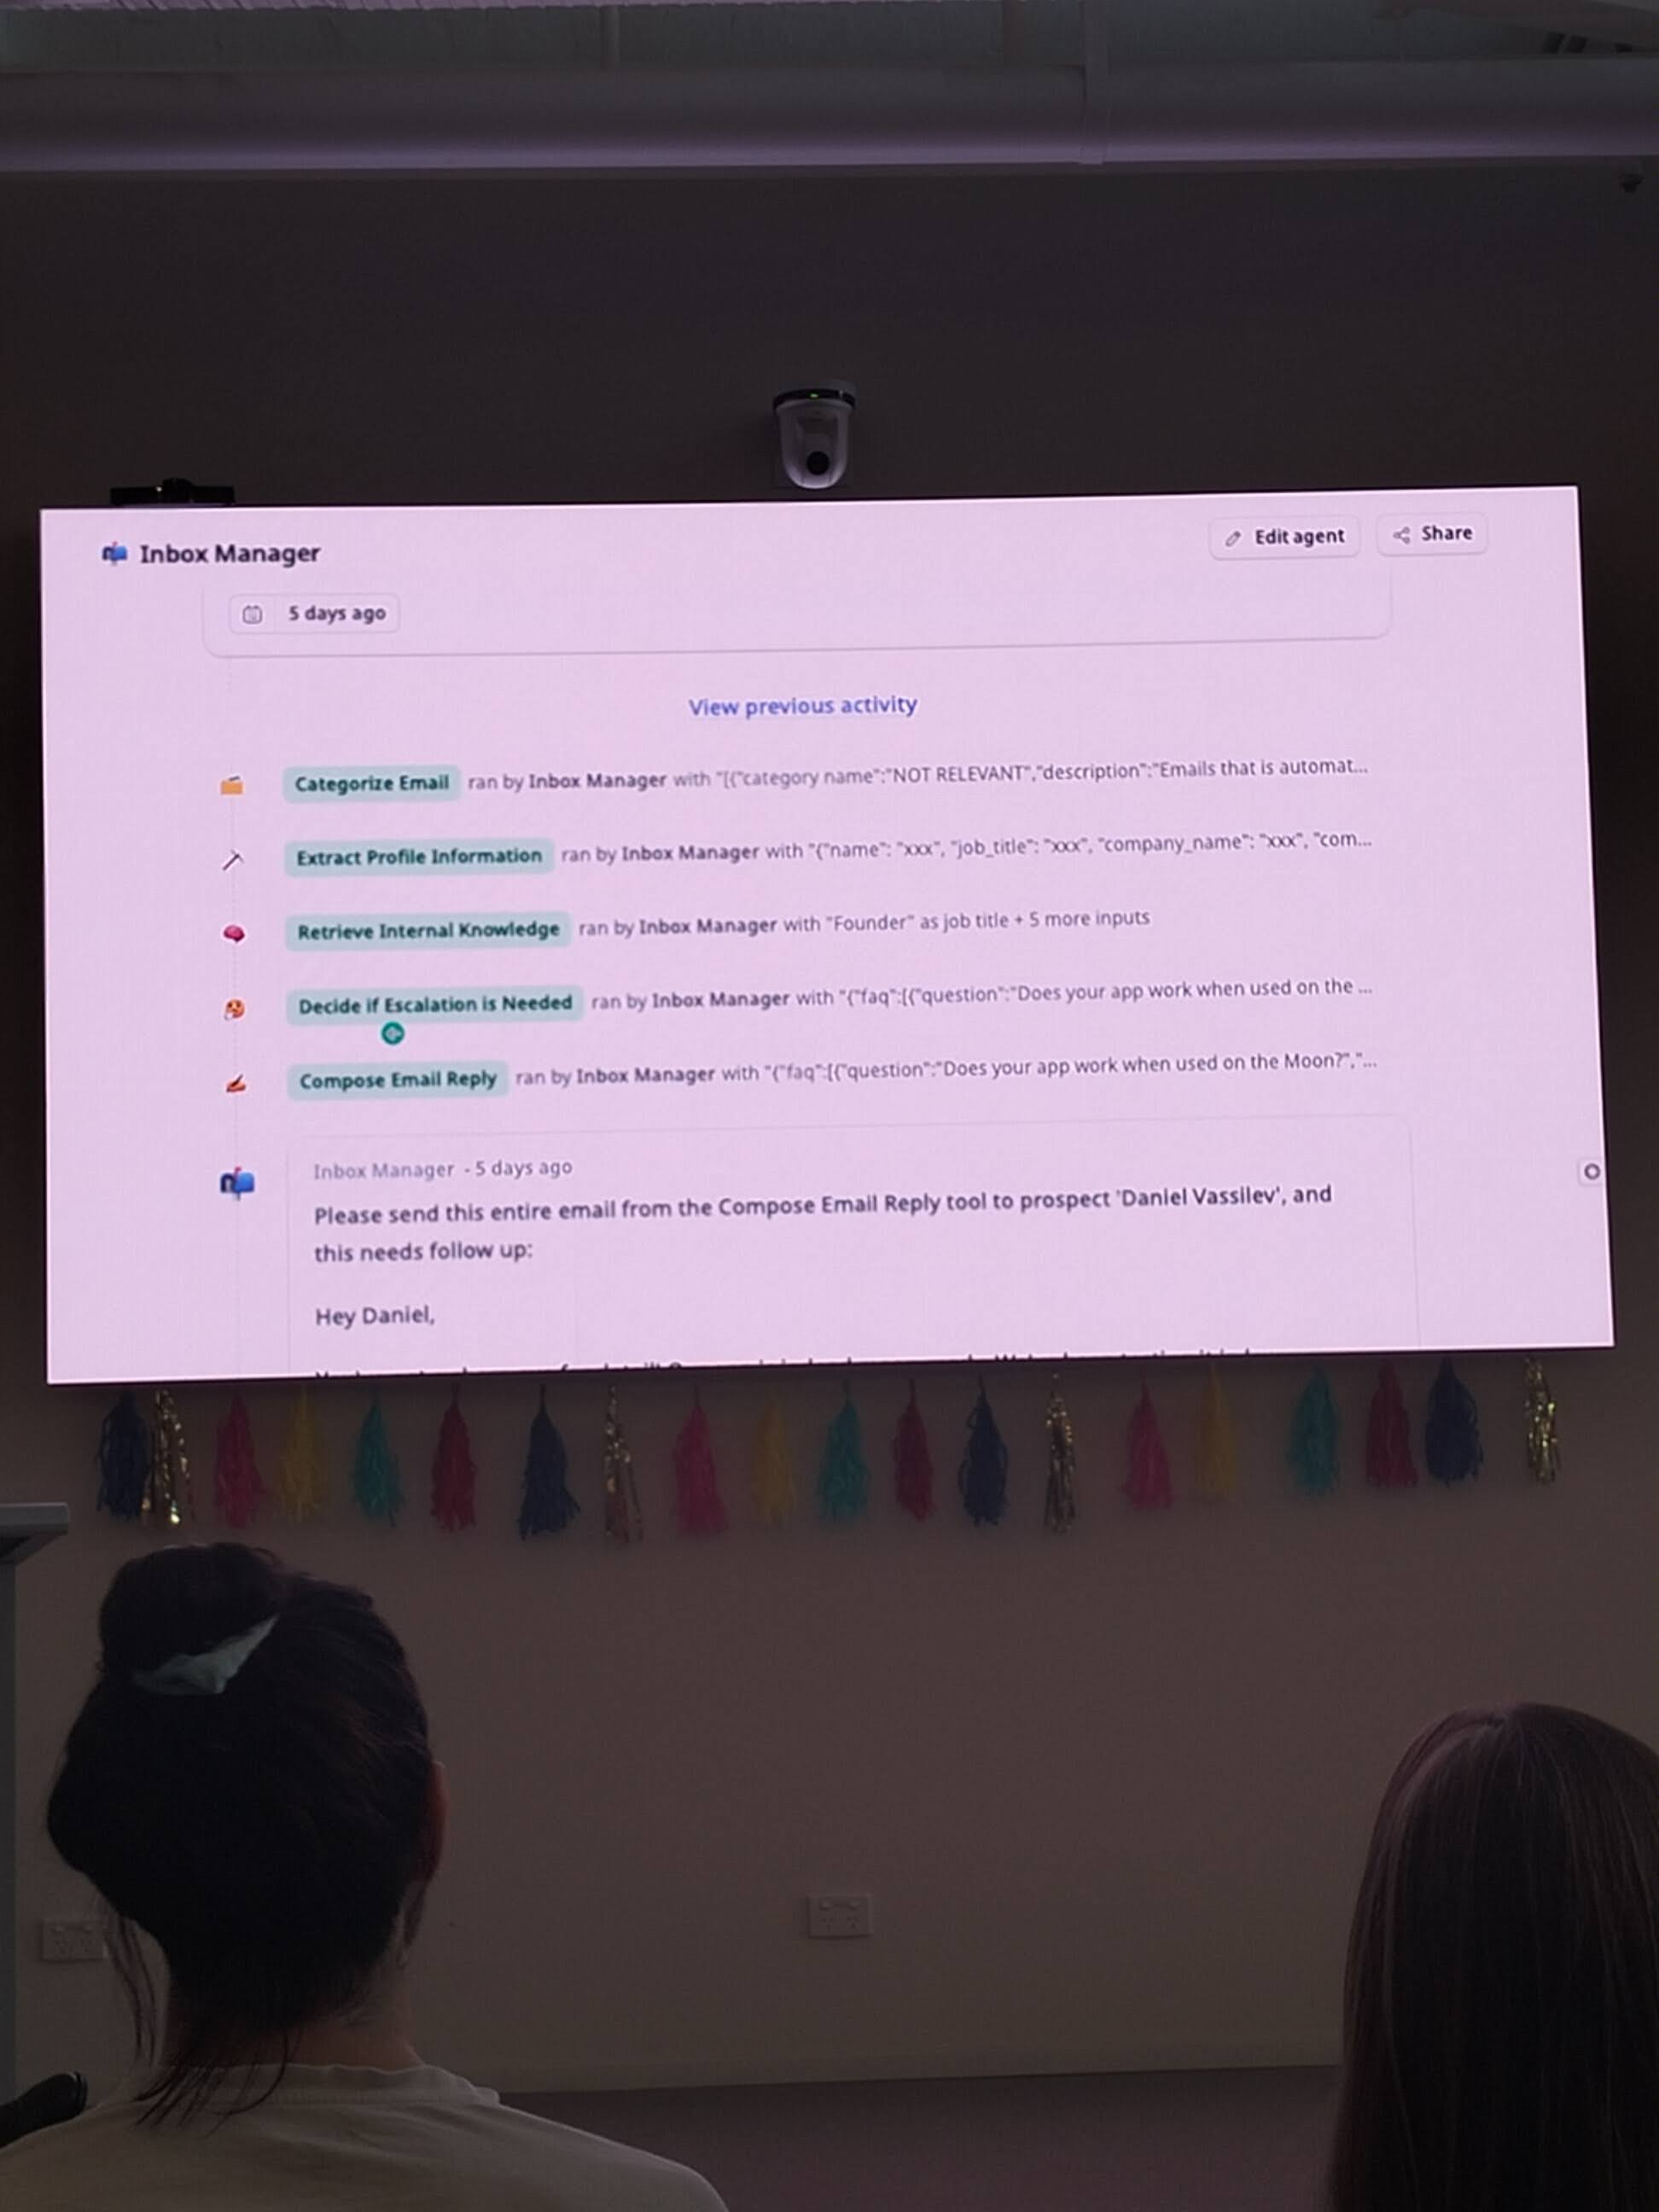 Inbox Manager
Edit agent
Share
5 days ago
View previous activity
Categorize Email ran by Inbox Manager with "[{"category name":"NOT RELEVANT","description":"Emails that is automat...
Extract Profile Information ran by Inbox Manager with "{"name": "xxx", "job_title": "xxx", "company_name": "xxx", "com...
Retrieve Internal Knowledge ran by Inbox Manager with "Founder" as job title + 5 more inputs
Decide if Escalation is Needed ran by Inbox Manager with "{"faq":[{"question":"Does your app work when used on the ...
Compose Email Reply ran by Inbox Manager with "{"faq":[{"question":"Does your app work when used on the Moon?","...
Inbox Manager - 5 days ago
Please send this entire email from the Compose Email Reply tool to prospect 'Daniel Vassilev', and
this needs follow up:
Hey Daniel,